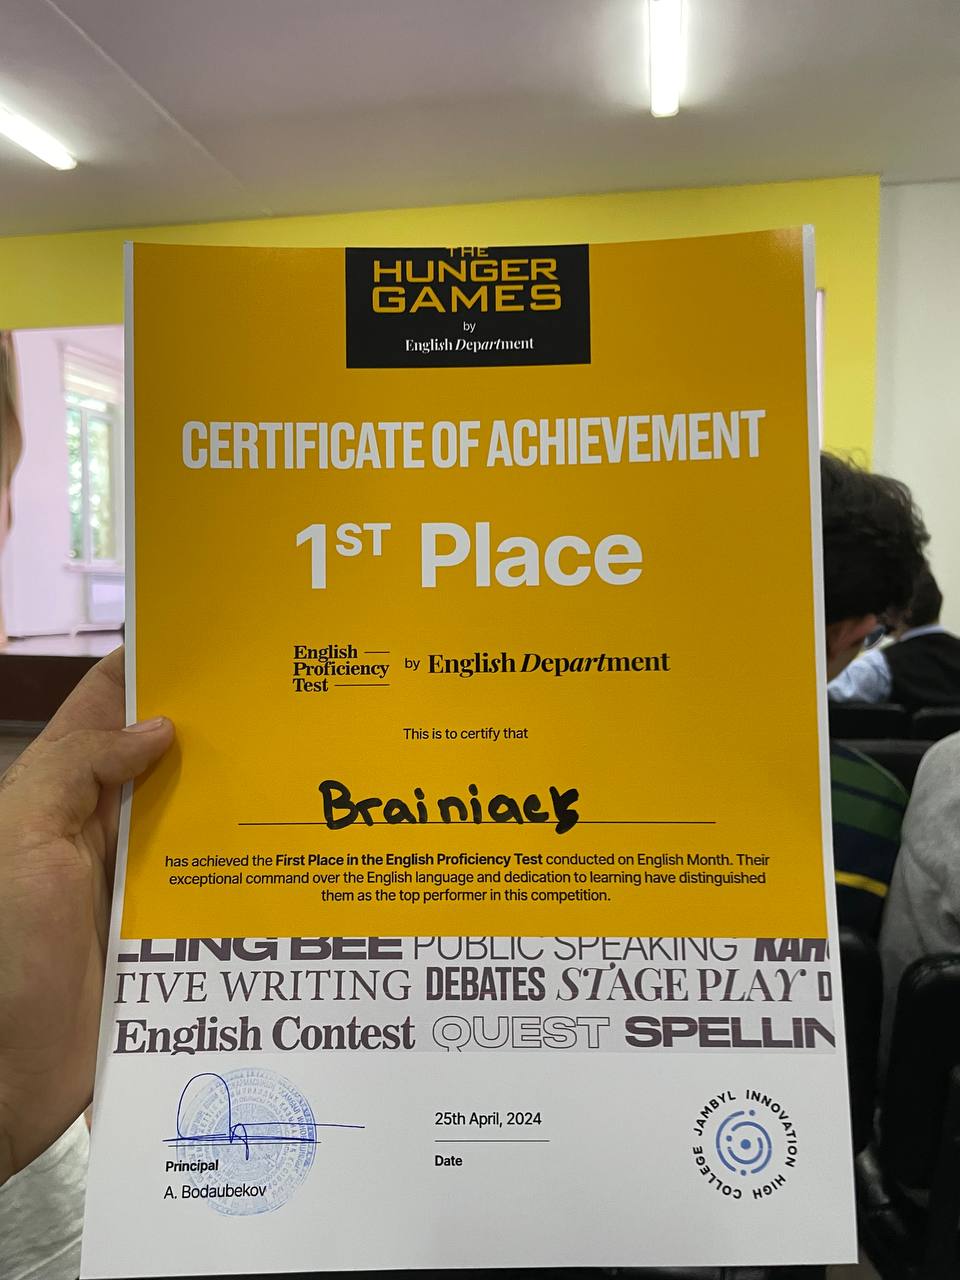 THE
HUNGER
GAMES
by
English Department
CERTIFICATE OF ACHIEVEMENT
1ST Place
English
Proficiency
Test
by English Department
This is to certify that
Brainiacks
has achieved the First Place in the English Proficiency Test conducted on English Month. Their
exceptional command over the English language and dedication to learning have distinguished
them as the top performer in this competition.
LLING BEE PUBLIC SPEAKING KAH
TIVE WRITING DEBATES STAGE PLAY D
English Contest QUEST SPELLIN
Principal
A. Bodaubekov
25th April, 2024
Date
JAMBYL INNOVATION HIGH COLLEGE